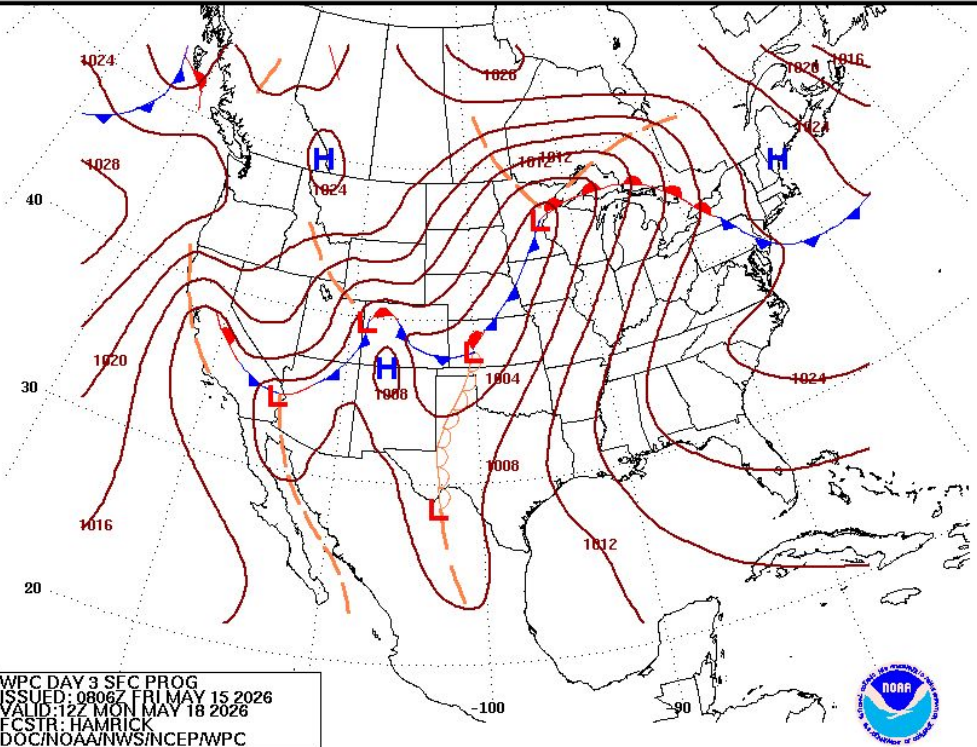 1024
1028
1020
1016
1024
1028
H
1024
40
H
1024
1012
1012
L
L
L
1020
H
1008
1004
1024
L
30
L
1008
1016
L
1012
20
WPC DAY 3 SFC PROG
ISSUED: 0806Z FRI MAY 15 2026
VALID:12Z MON MAY 18 2026
FCSTR: HAMRICK
DOC/NOAA/NWS/NCEP/WPC
-100
-90
NOAA